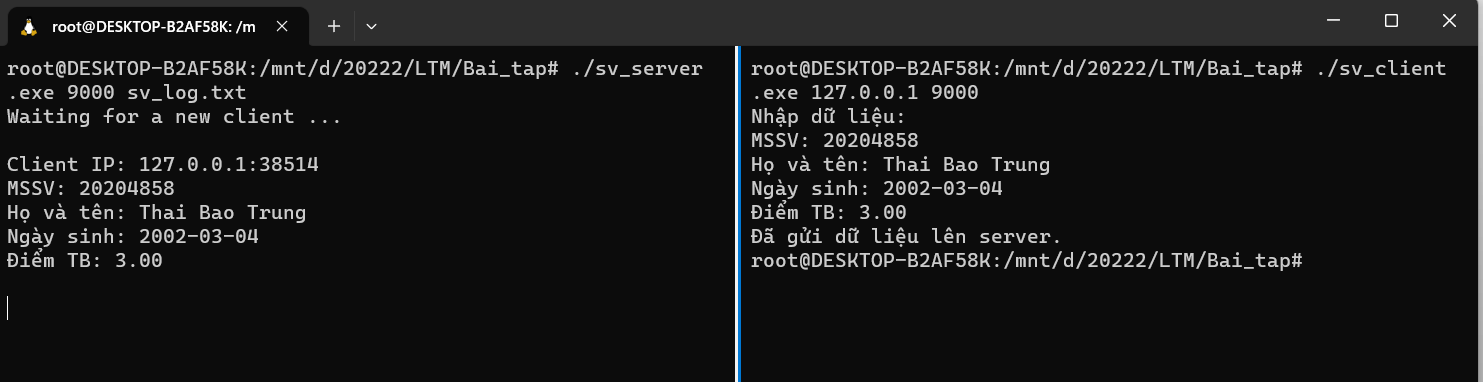 root@DESKTOP-B2AF58K: /m
root@DESKTOP-B2AF58K:/mnt/d/20222/LTM/Bai_tap# ./sv_server
.exe 9000 sv_log.txt
Waiting for a new client ...
Client IP: 127.0.0.1:38514
MSSV: 20204858
Họ và tên: Thai Bao Trung
Ngày sinh: 2002-03-04
Điểm TB: 3.00
root@DESKTOP-B2AF58K:/mnt/d/20222/LTM/Bai_tap# ./sv_client
.exe 127.0.0.1 9000
Nhập dữ liệu:
MSSV: 20204858
Họ và tên: Thai Bao Trung
Ngày sinh: 2002-03-04
Điểm TB: 3.00
Đã gửi dữ liệu lên server.
root@DESKTOP-B2AF58K:/mnt/d/20222/LTM/Bai_tap#